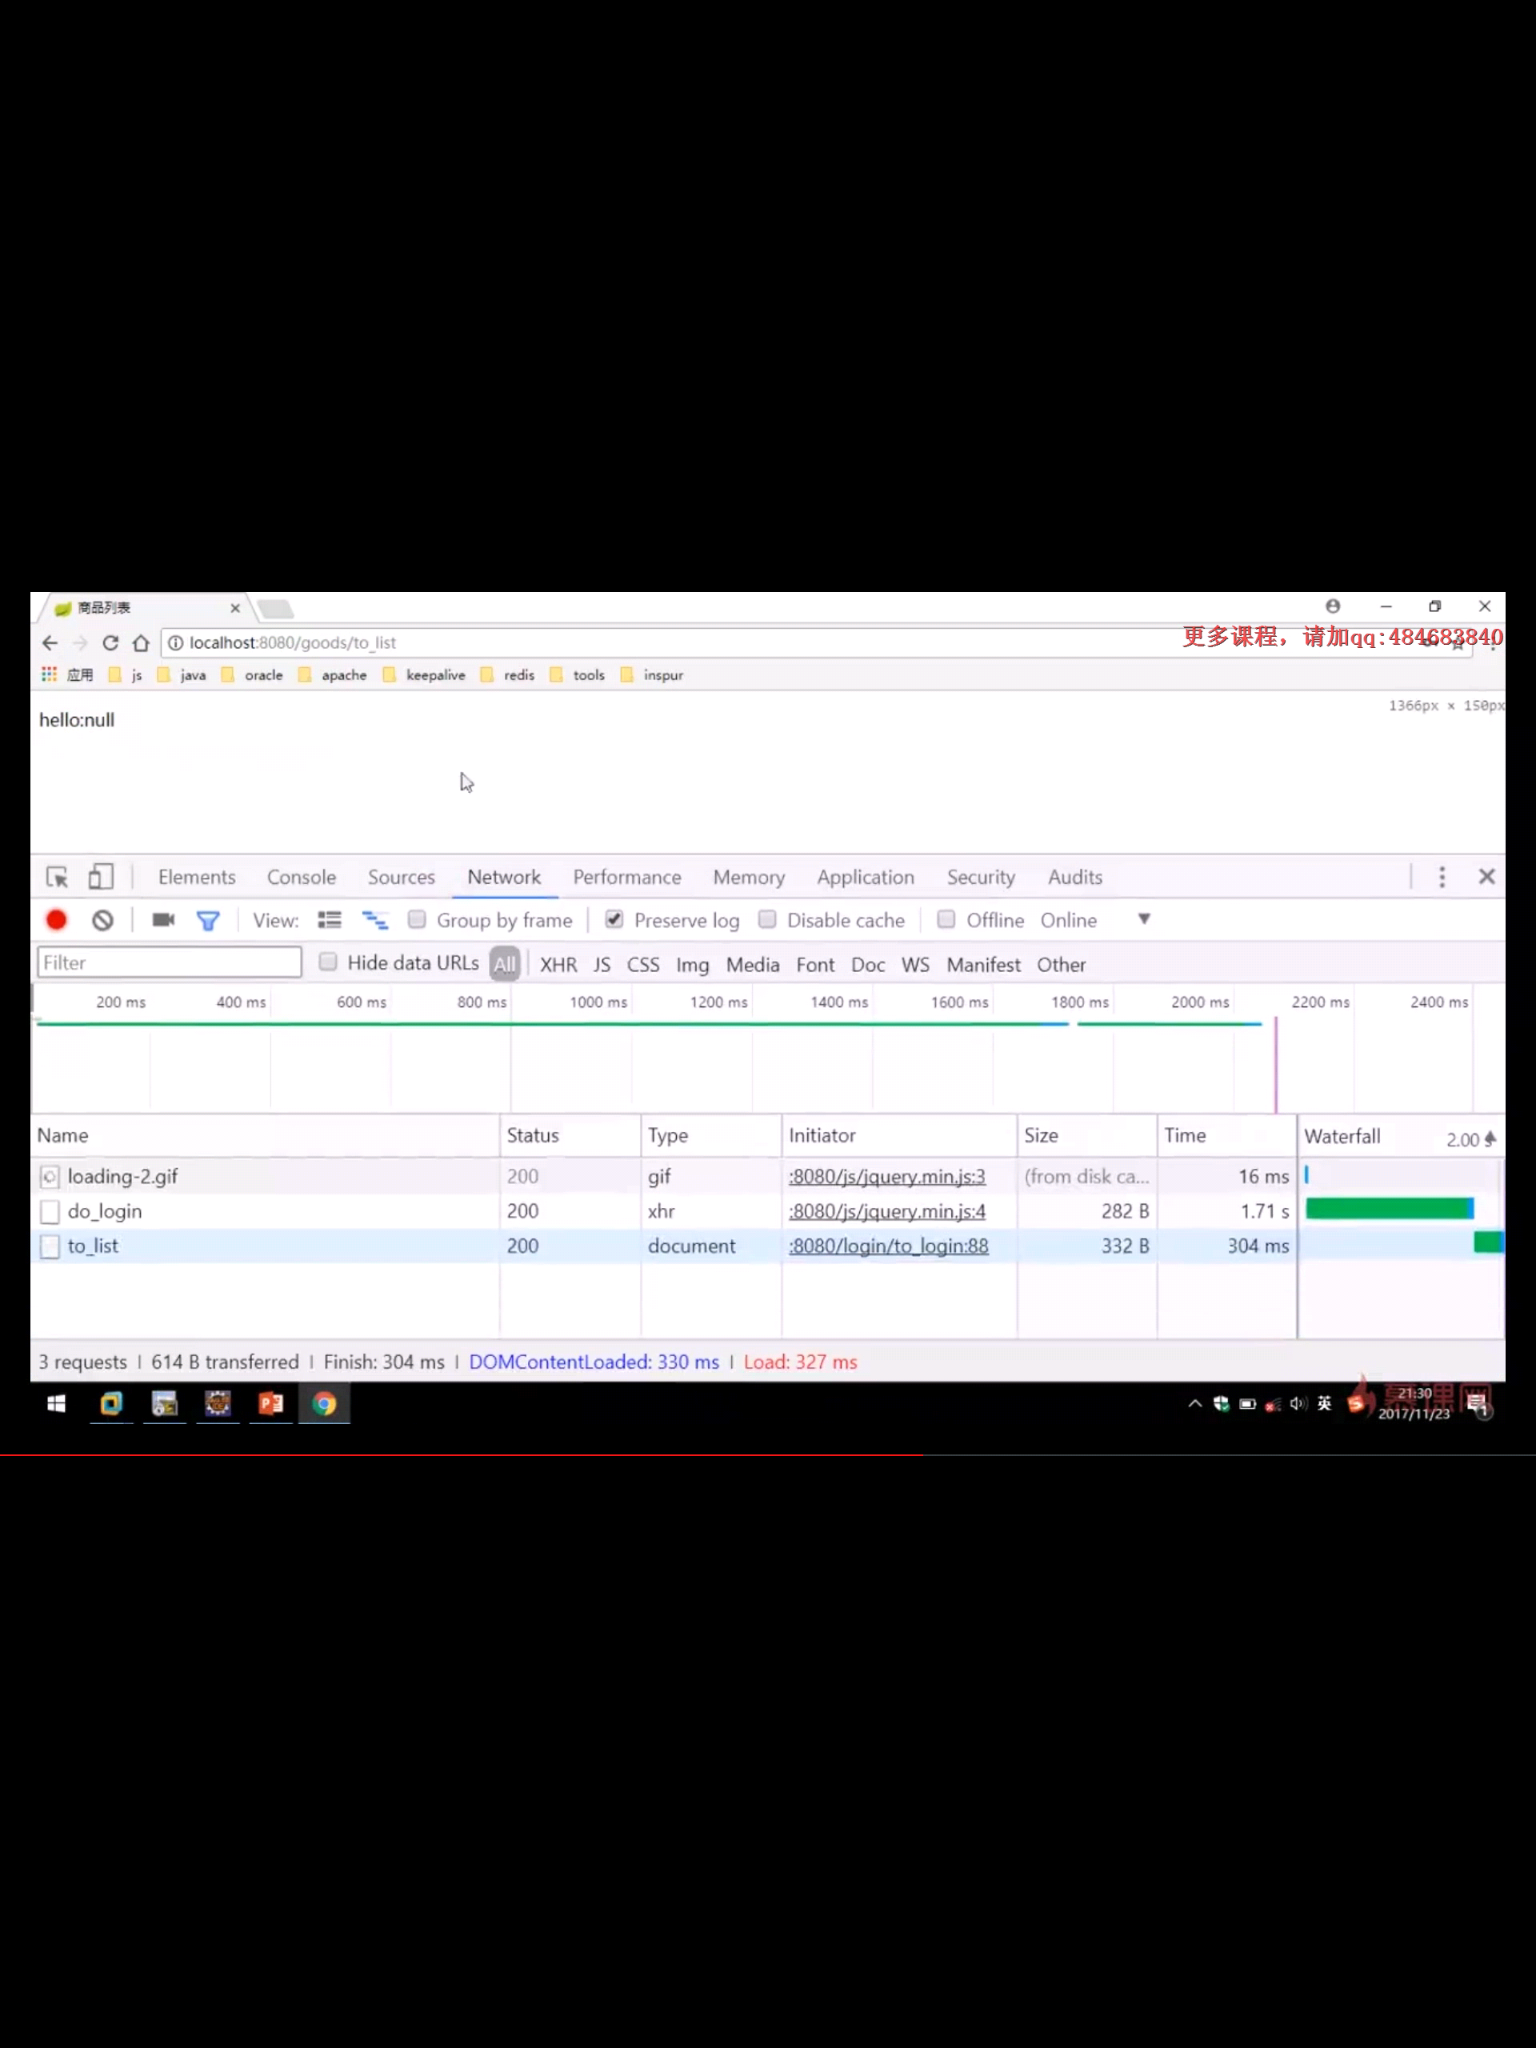 商品列表
localhost:8080/goods/to_list
更多课程，请加qq:484683840
应用 js java oracle apache keepalive redis tools inspur
hello:null
1366px × 150px
Elements Console Sources Network Performance Memory Application Security Audits
View: Group by frame Preserve log Disable cache Offline Online
Filter Hide data URLs All XHR JS CSS Img Media Font Doc WS Manifest Other
200 ms 400 ms 600 ms 800 ms 1000 ms 1200 ms 1400 ms 1600 ms 1800 ms 2000 ms 2200 ms 2400 ms
Name Status Type Initiator Size Time Waterfall 2.00 s
loading-2.gif 200 gif :8080/js/jquery.min.js:3 (from disk ca... 16 ms
do_login 200 xhr :8080/js/jquery.min.js:4 282 B 1.71 s
to_list 200 document :8080/login/to_login:88 332 B 304 ms
3 requests | 614 B transferred | Finish: 304 ms | DOMContentLoaded: 330 ms | Load: 327 ms
英 21:30
2017/11/23
慕课网